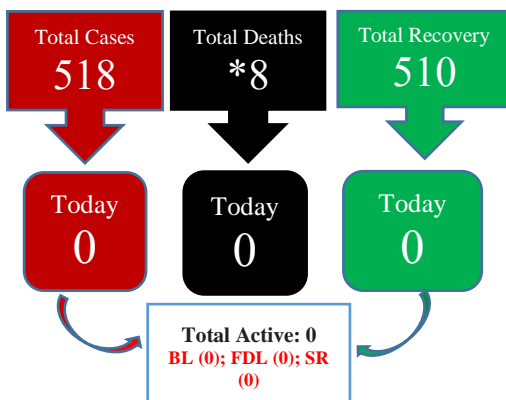 Total Cases
518
Total Deaths
*8
Total Recovery
510
Today
0
Today
0
Today
0
Total Active: 0
BL (0); FDL (0); SR
(0)